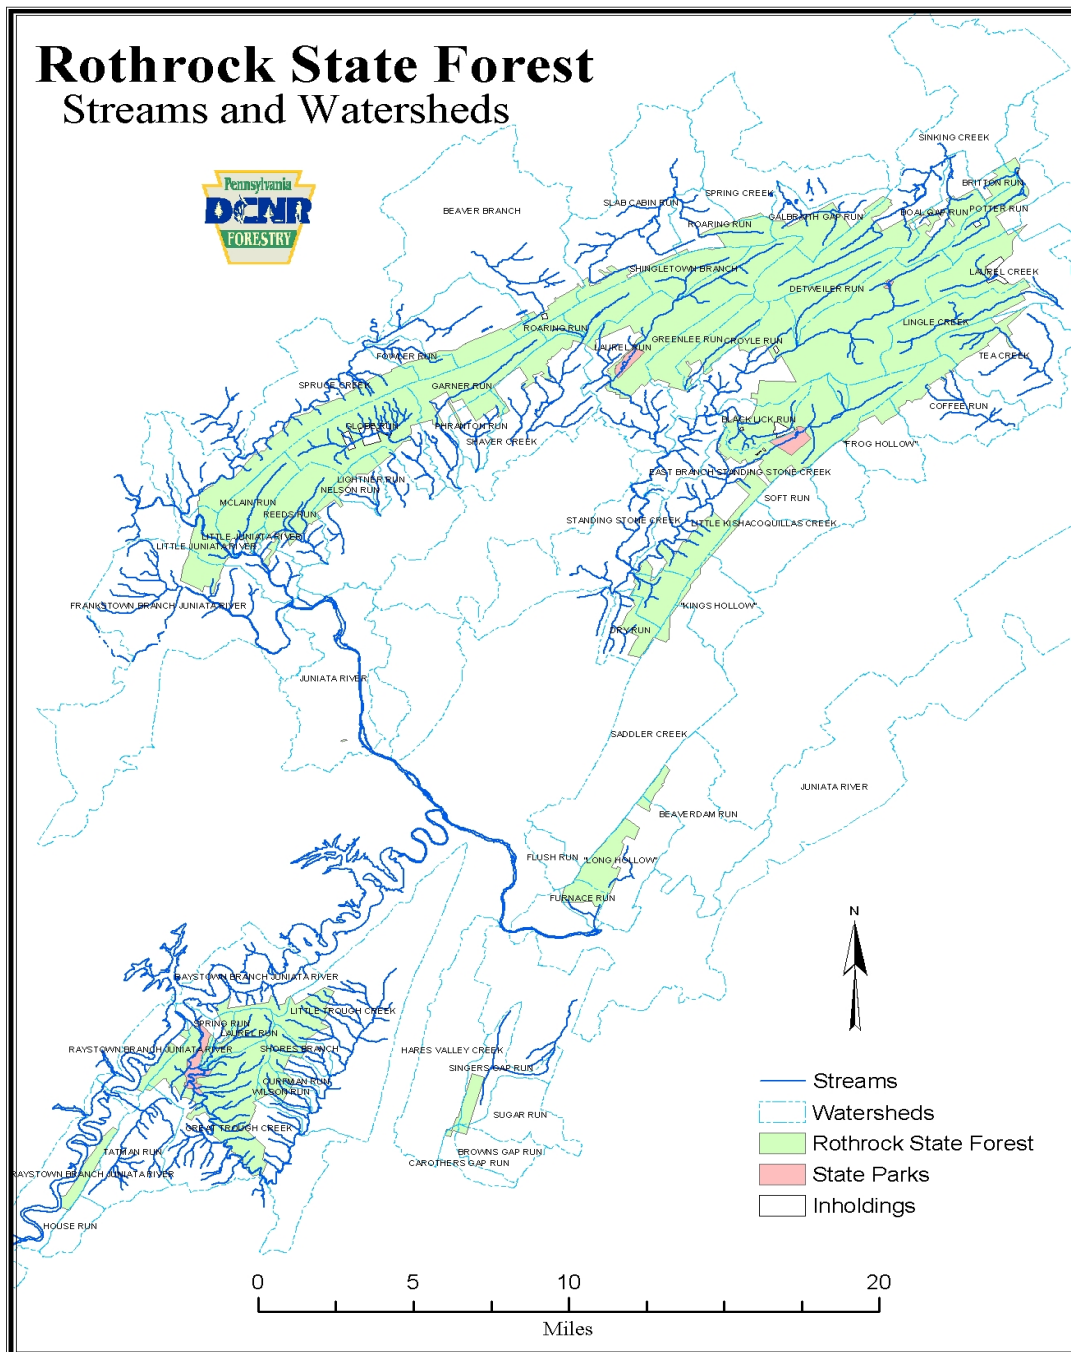 Rothrock State Forest
Streams and Watersheds
Pennsylvania
DCNR
FORESTRY
SINKING CREEK
BRITTON RUN
SPRING CREEK
SLAB CABIN RUN
BEAVER BRANCH
GALBRAITH GAP RUN
BOAL GAP RUN
POTTER RUN
ROARING RUN
SHINGLETOWN BRANCH
LAUREL CREEK
DETWEILER RUN
LINGLE CREEK
ROARING RUN
GREENLEE RUN
CROYLE RUN
LAUREL RUN
TEA CREEK
FOWLER RUN
SPRUCE CREEK
GARNER RUN
COFFEE RUN
BLACK LICK RUN
GLOBE RUN
PHRANTON RUN
SHAVER CREEK
"FROG HOLLOW"
EAST BRANCH STANDING STONE CREEK
LIGHTNER RUN
NELSON RUN
SOFT RUN
MCLAIN RUN
REEDS RUN
STANDING STONE CREEK
LITTLE KISHACOQUILLAS CREEK
LITTLE JUNIATA RIVER
LITTLE JUNIATA RIVER
FRANKSTOWN BRANCH JUNIATA RIVER
"KINGS HOLLOW"
DRY RUN
JUNIATA RIVER
SADDLER CREEK
JUNIATA RIVER
BEAVERDAM RUN
FLUSH RUN
"LONG HOLLOW"
FURNACE RUN
N
RAYSTOWN BRANCH JUNIATA RIVER
LITTLE TROUGH CREEK
SPRING RUN
LAUREL RUN
RAYSTOWN BRANCH JUNIATA RIVER
SHORES BRANCH
HARES VALLEY CREEK
SINGERS GAP RUN
CURFMAN RUN
WILSON RUN
SUGAR RUN
GREAT TROUGH CREEK
TATMAN RUN
BROWNS GAP RUN
CAROTHERS GAP RUN
RAYSTOWN BRANCH JUNIATA RIVER
HOUSE RUN
Streams
Watersheds
Rothrock State Forest
State Parks
Inholdings
0 5 10 20
Miles